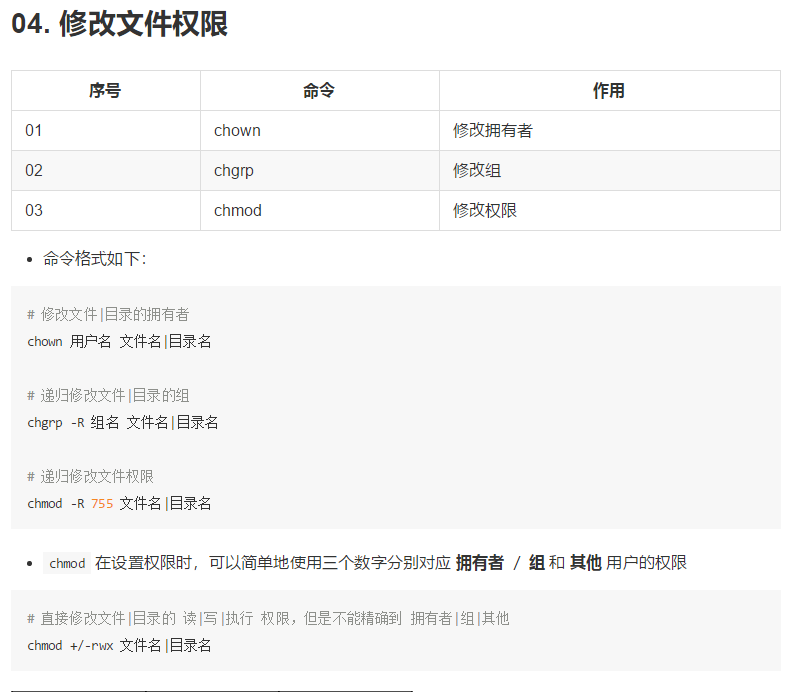 04. 修改文件权限
序号 命令 作用
01 chown 修改拥有者
02 chgrp 修改组
03 chmod 修改权限
• 命令格式如下：
# 修改文件|目录的拥有者
chown 用户名 文件名|目录名
# 递归修改文件|目录的组
chgrp -R 组名 文件名|目录名
# 递归修改文件权限
chmod -R 755 文件名|目录名
• chmod 在设置权限时，可以简单地使用三个数字分别对应 拥有者 / 组 和 其他 用户的权限
# 直接修改文件|目录的 读|写|执行 权限，但是不能精确到 拥有者|组|其他
chmod +/-rwx 文件名|目录名